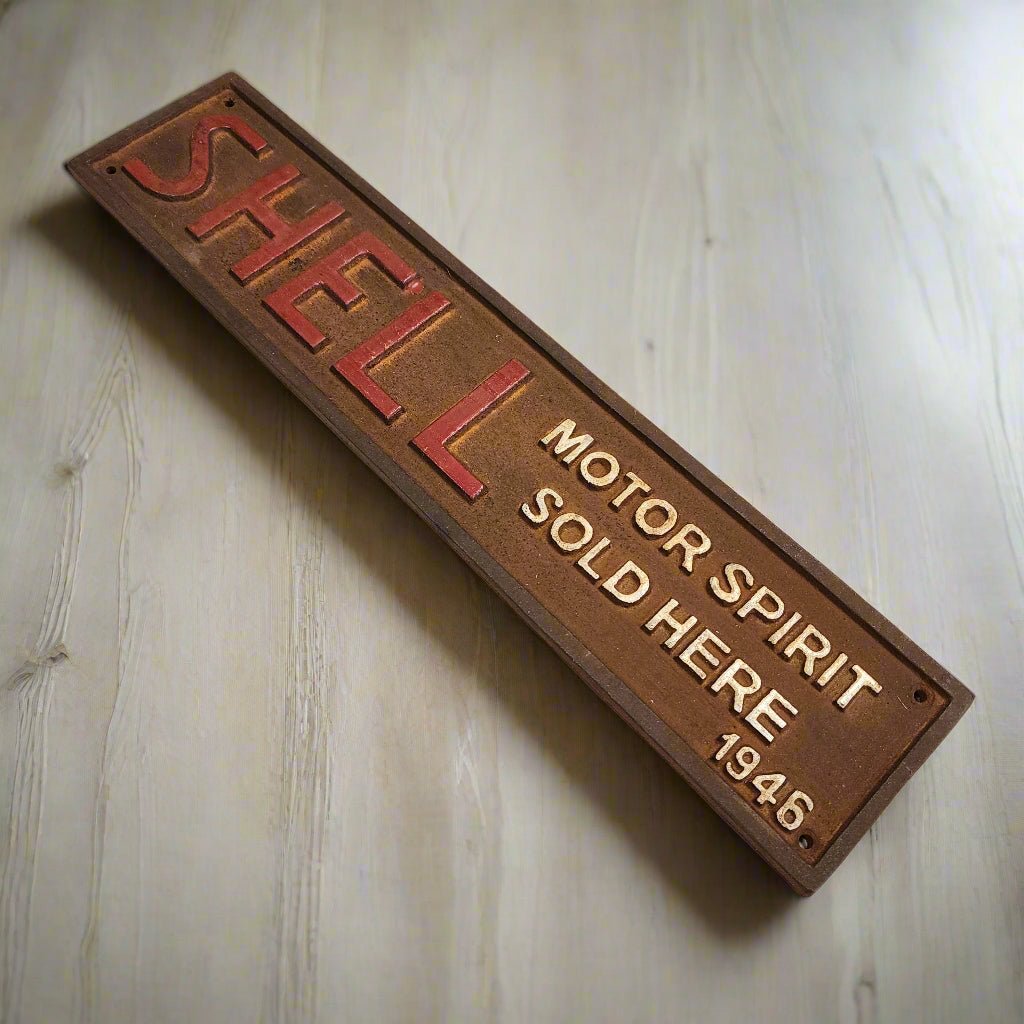 SHELL
MOTOR SPIRIT
SOLD HERE
1946